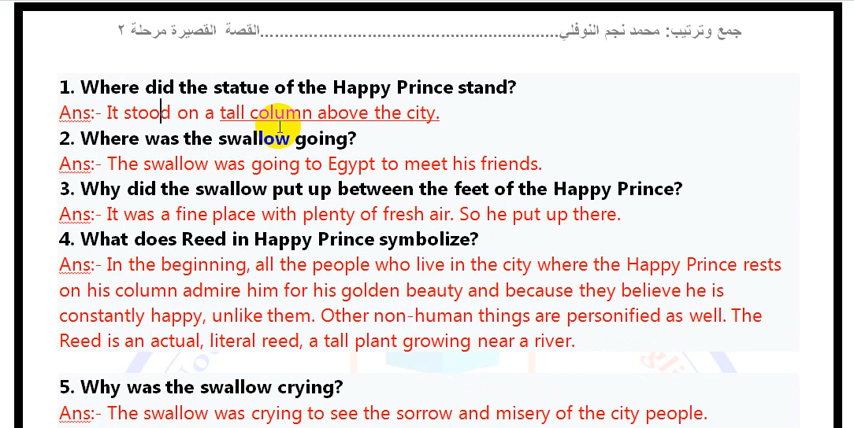 جمع وترتيب: محمد نجم النوفلي............................................................القصة القصيرة مرحلة ٢
1. Where did the statue of the Happy Prince stand?
Ans:- It stood on a tall column above the city.
2. Where was the swallow going?
Ans:- The swallow was going to Egypt to meet his friends.
3. Why did the swallow put up between the feet of the Happy Prince?
Ans:- It was a fine place with plenty of fresh air. So he put up there.
4. What does Reed in Happy Prince symbolize?
Ans:- In the beginning, all the people who live in the city where the Happy Prince rests
on his column admire him for his golden beauty and because they believe he is
constantly happy, unlike them. Other non-human things are personified as well. The
Reed is an actual, literal reed, a tall plant growing near a river.
5. Why was the swallow crying?
Ans:- The swallow was crying to see the sorrow and misery of the city people.